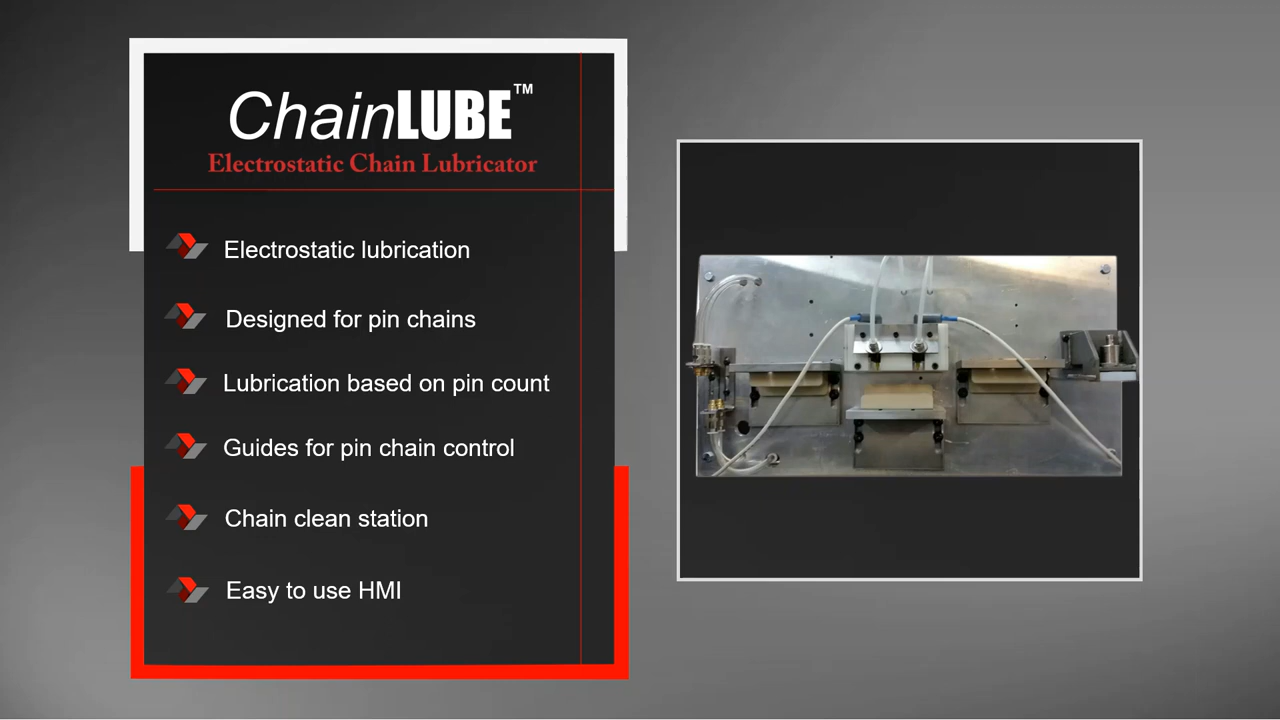 ChainLUBE™
Electrostatic Chain Lubricator
Electrostatic lubrication
Designed for pin chains
Lubrication based on pin count
Guides for pin chain control
Chain clean station
Easy to use HMI